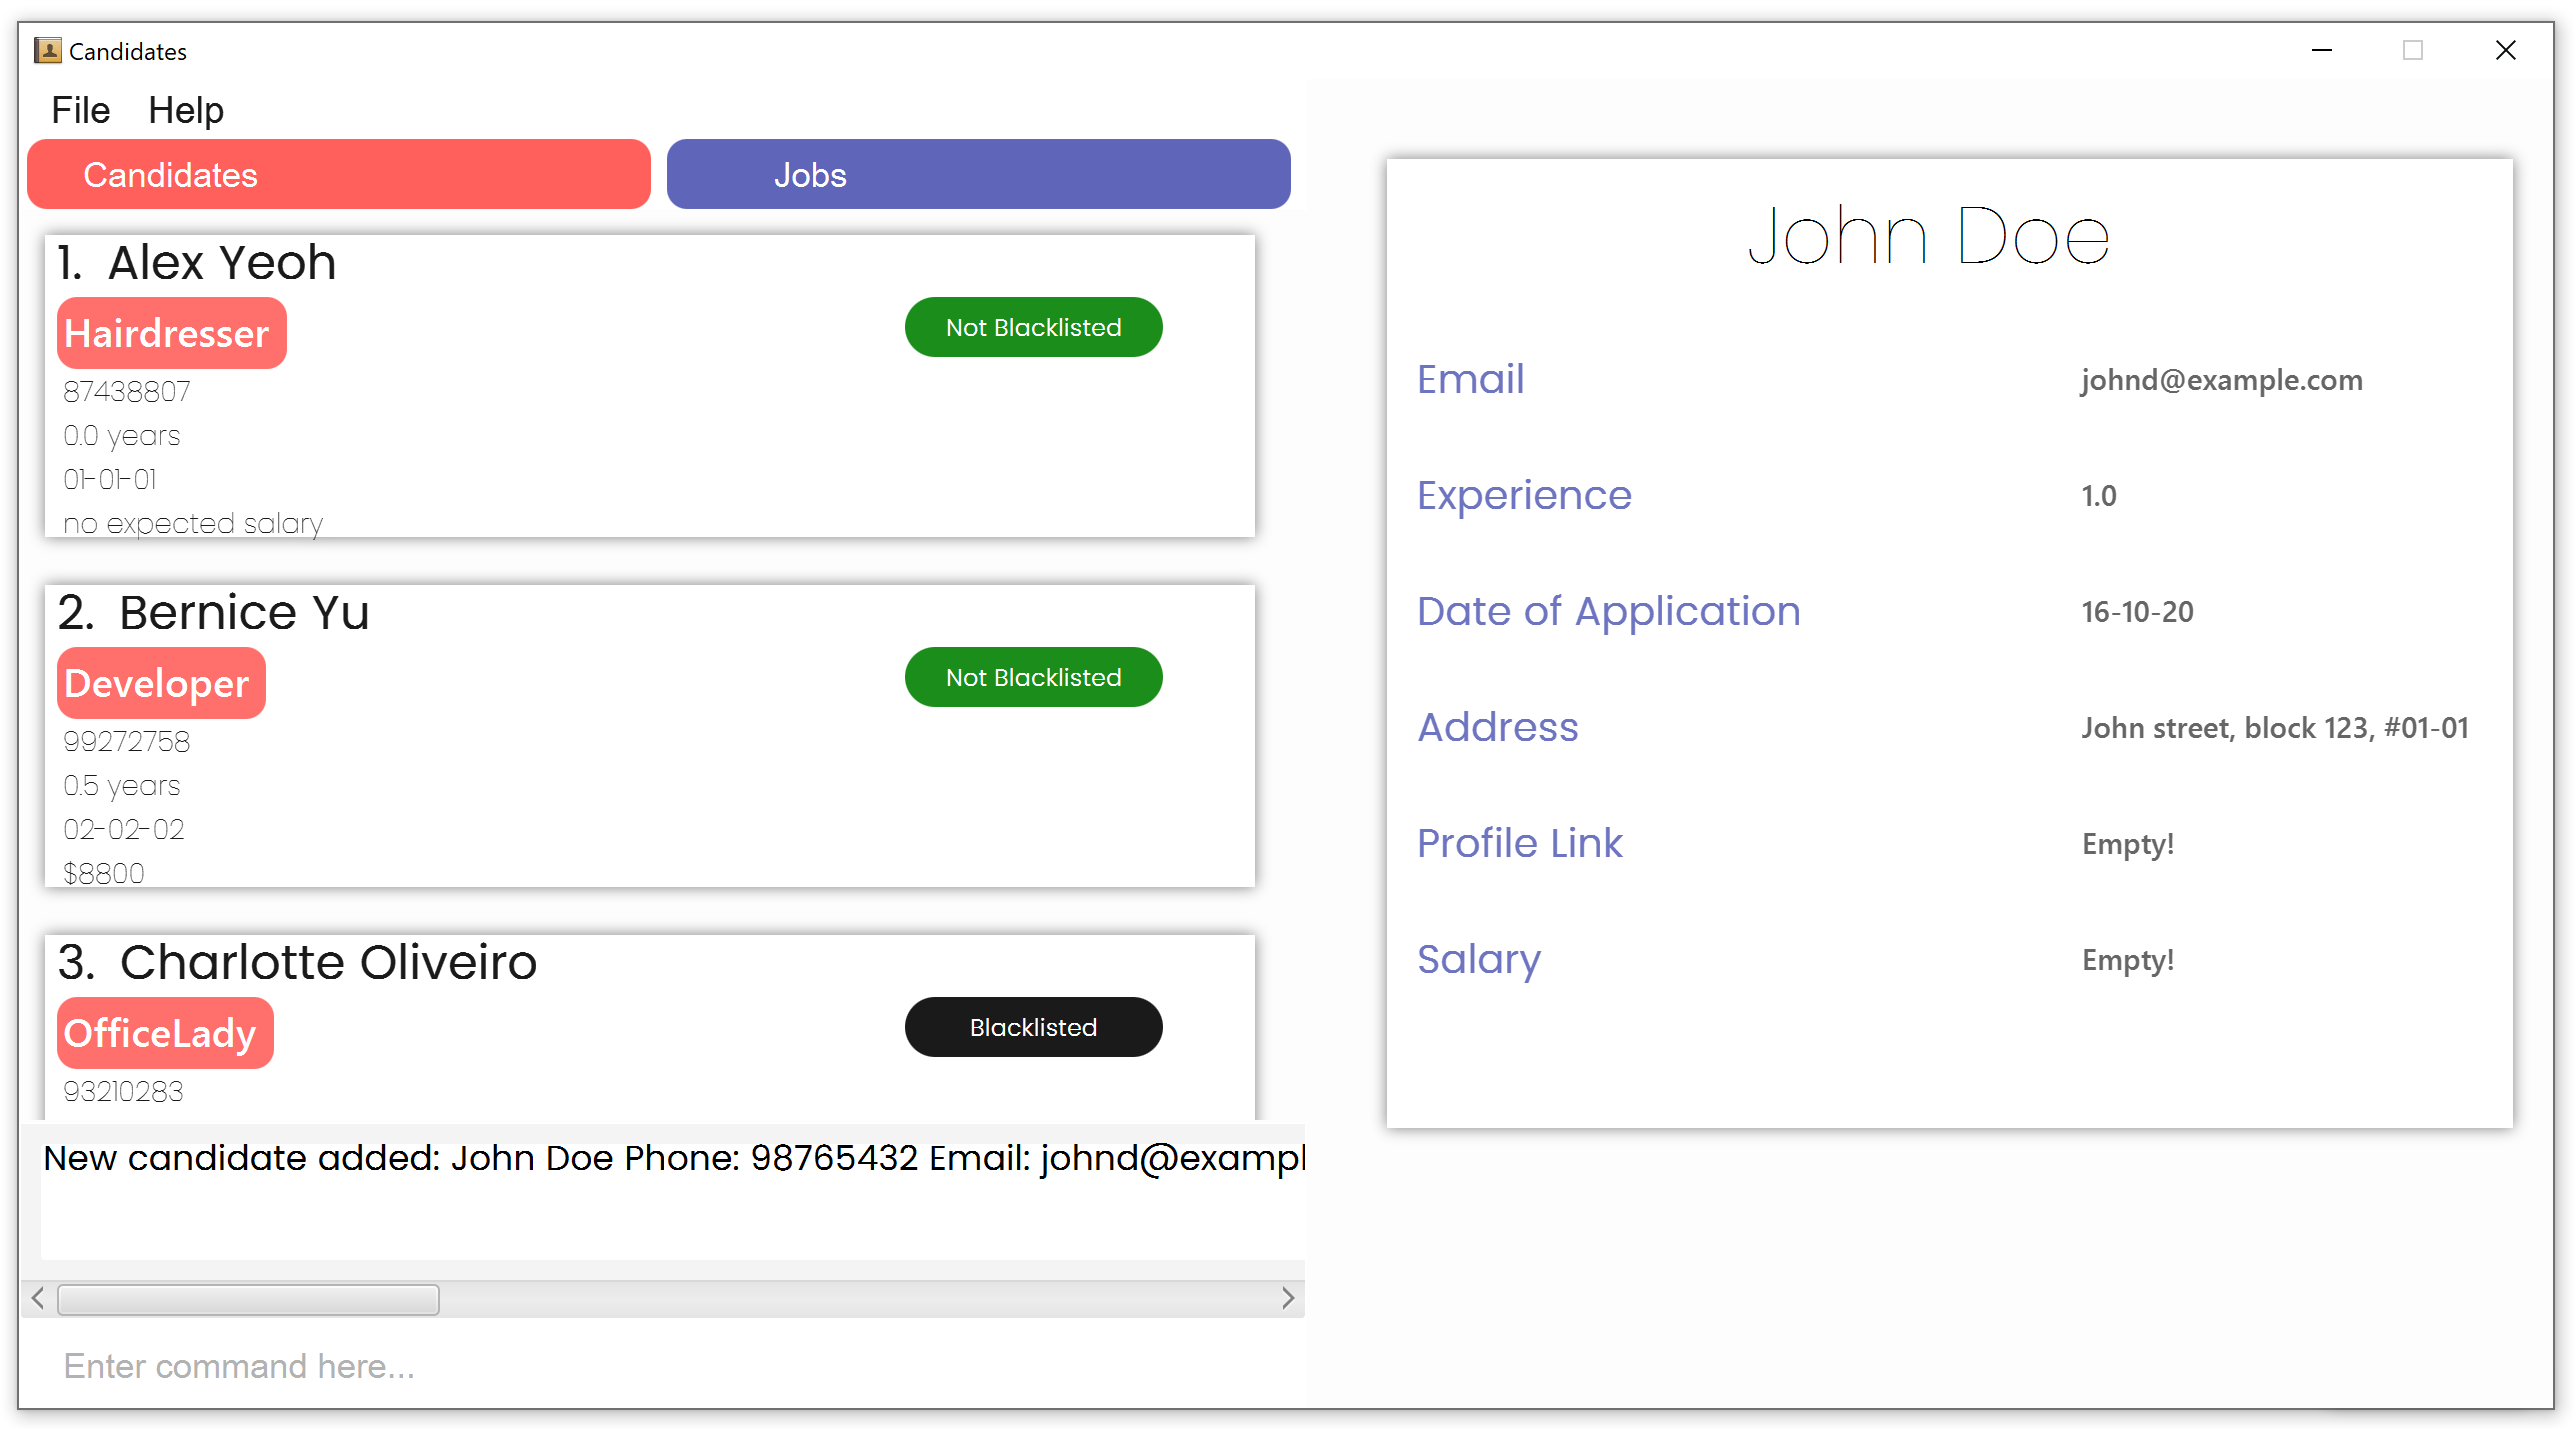 Candidates
File Help
Candidates
Jobs
1. Alex Yeoh
Hairdresser
Not Blacklisted
87438807
0.0 years
01-01-01
no expected salary
2. Bernice Yu
Developer
Not Blacklisted
99272758
0.5 years
02-02-02
$8800
3. Charlotte Oliveiro
OfficeLady
Blacklisted
93210283
New candidate added: John Doe Phone: 98765432 Email: johnd@exampl
Enter command here...
John Doe
Email johnd@example.com
Experience 1.0
Date of Application 16-10-20
Address John street, block 123, #01-01
Profile Link Empty!
Salary Empty!